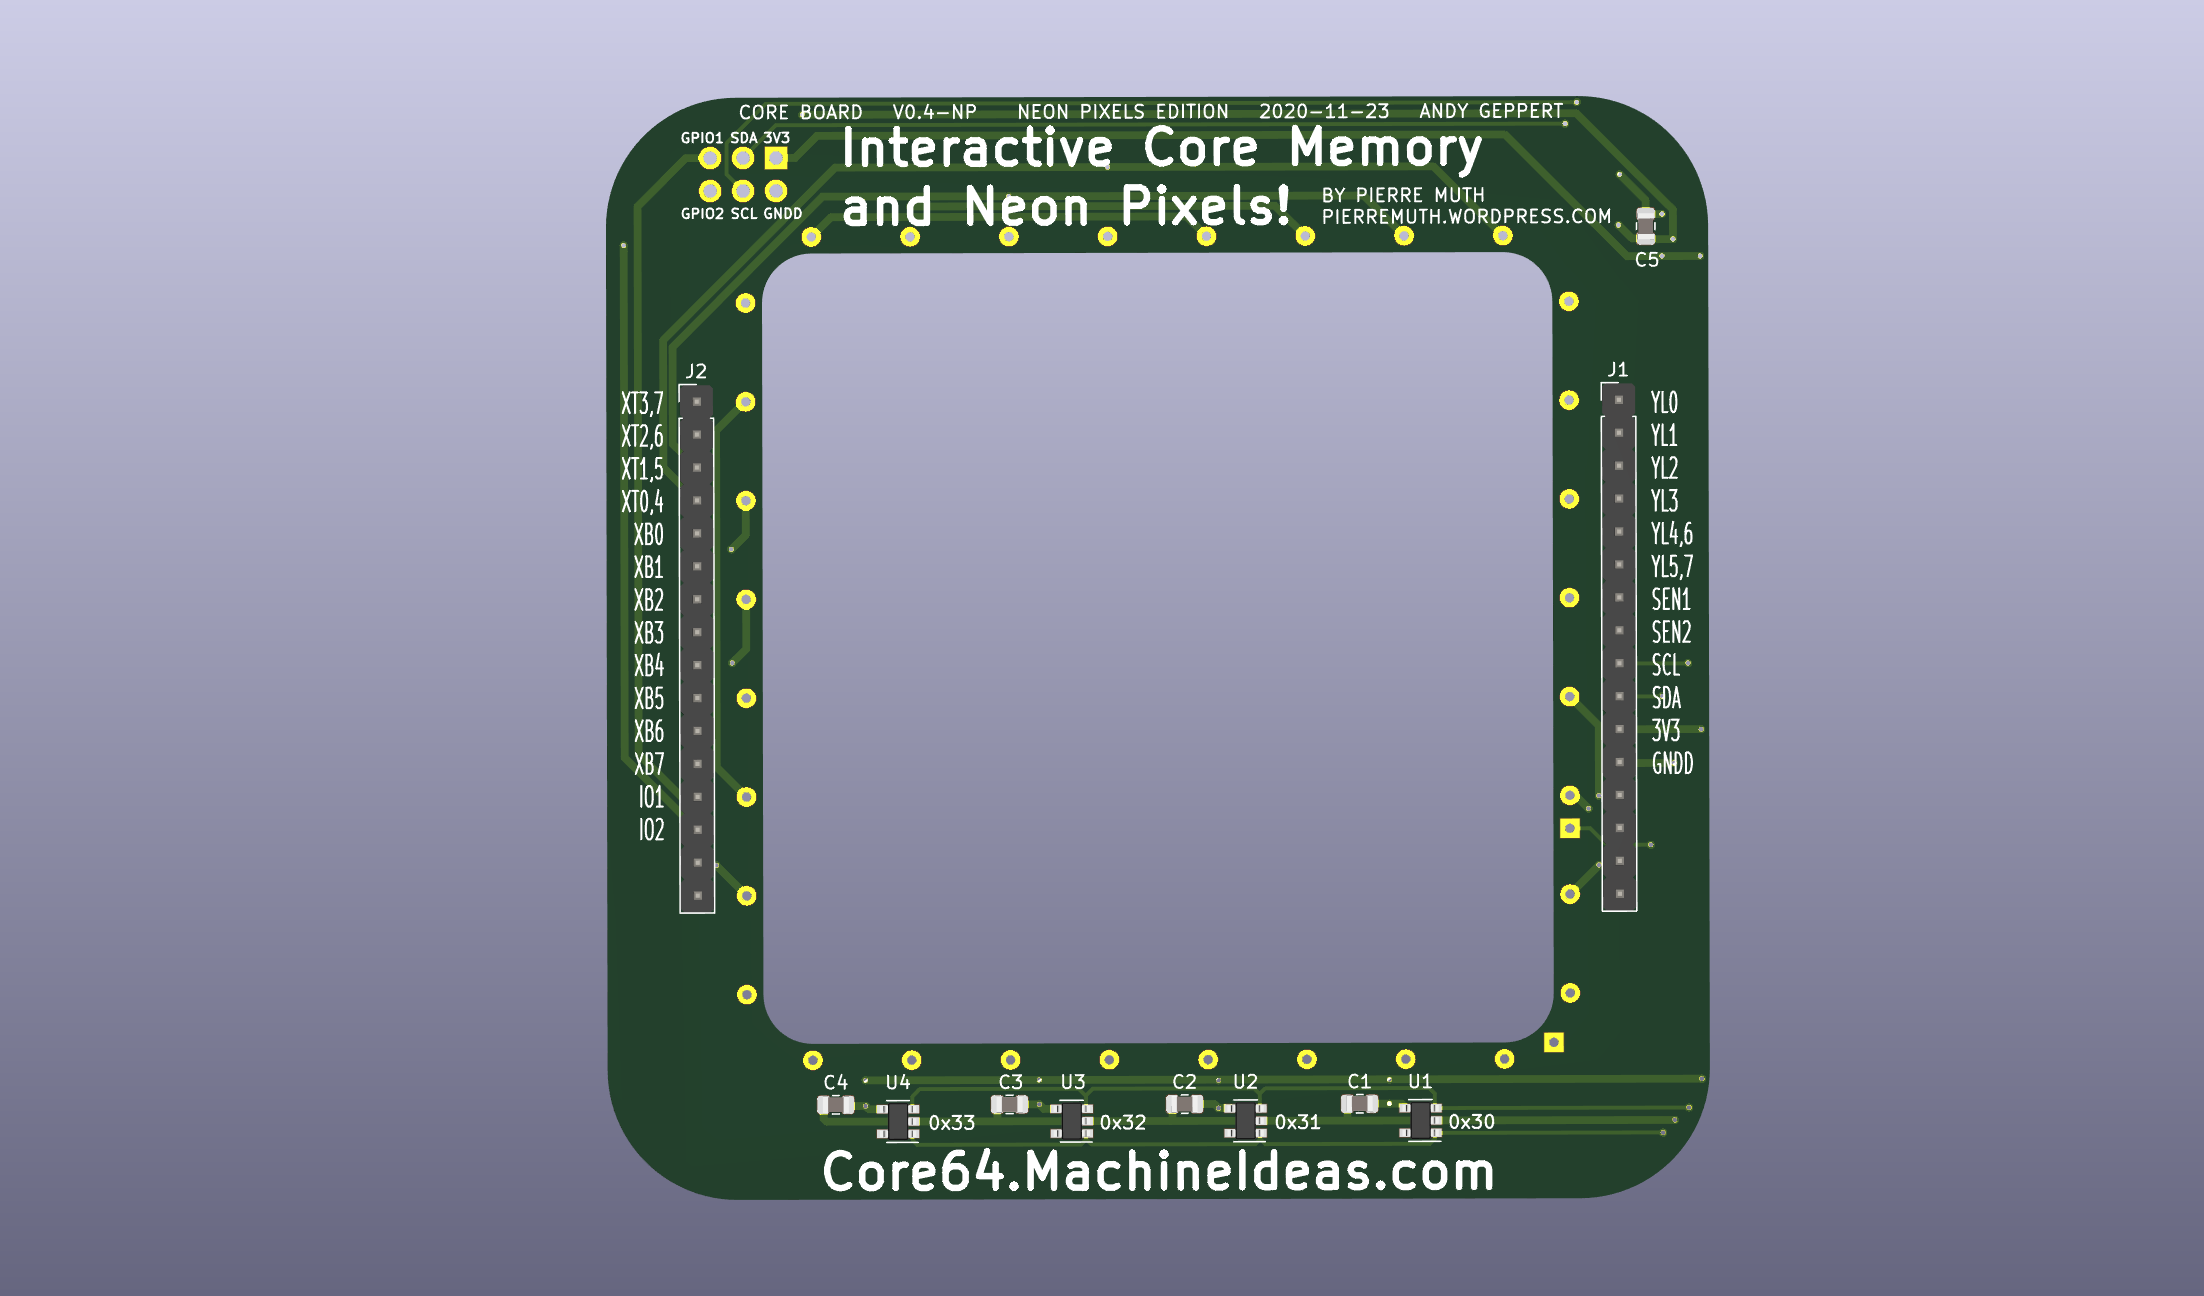 CORE BOARD V0.4-NP NEON PIXELS EDITION 2020-11-23 ANDY GEPPERT
GPIO1 SDA 3V3
Interactive Core Memory
and Neon Pixels!
BY PIERRE MUTH
PIERREMUTH.WORDPRESS.COM
GPIO2 SCL GNDD
C5
J2
XT3,7
XT2,6
XT1,5
XT0,4
XB0
XB1
XB2
XB3
XB4
XB5
XB6
XB7
IO1
IO2
J1
YL0
YL1
YL2
YL3
YL4,6
YL5,7
SEN1
SEN2
SCL
SDA
3V3
GNDD
C4 U4 C3 U3 C2 U2 C1 U1
0x33 0x32 0x31 0x30
Core64.MachineIdeas.com